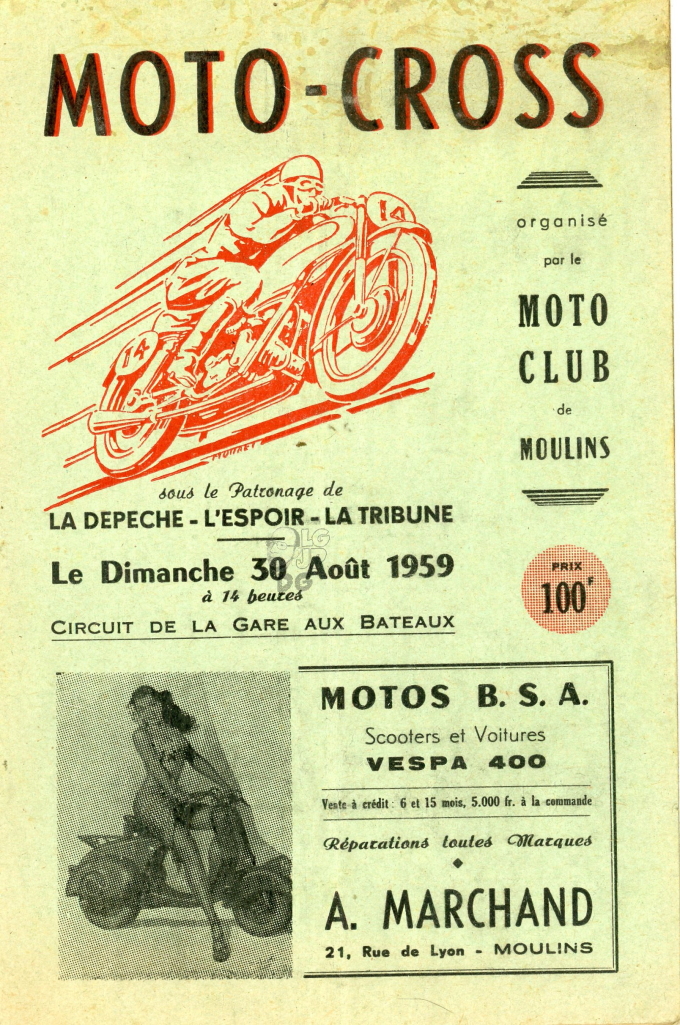 MOTO-CROSS
14
14
organisé
par le
MOTO
CLUB
de
MOULINS
sous le Patronage de
LA DEPECHE - L'ESPOIR - LA TRIBUNE
Le Dimanche 30 Août 1959
à 14 heures
CIRCUIT DE LA GARE AUX BATEAUX
PRIX
100F
MOTOS B. S. A.
Scooters et Voitures
VESPA 400
Vente à crédit : 6 et 15 mois, 5.000 fr. à la commande
Réparations toutes Marques
A. MARCHAND
21, Rue de Lyon - MOULINS